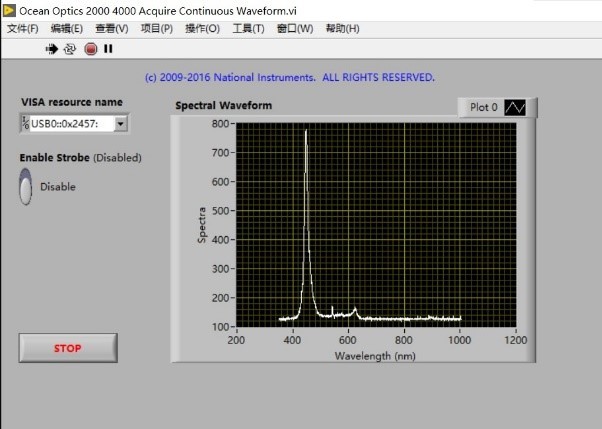 Ocean Optics 2000 4000 Acquire Continuous Waveform.vi
文件(F) 编辑(E) 查看(V) 项目(P) 操作(O) 工具(T) 窗口(W) 帮助(H)
(c) 2009-2016 National Instruments. ALL RIGHTS RESERVED.
VISA resource name
I/O USB0::0x2457:
Enable Strobe (Disabled)
Disable
STOP
Spectral Waveform
Plot 0
Spectra
800
700
600
500
400
300
200
100
200 400 600 800 1000 1200
Wavelength (nm)